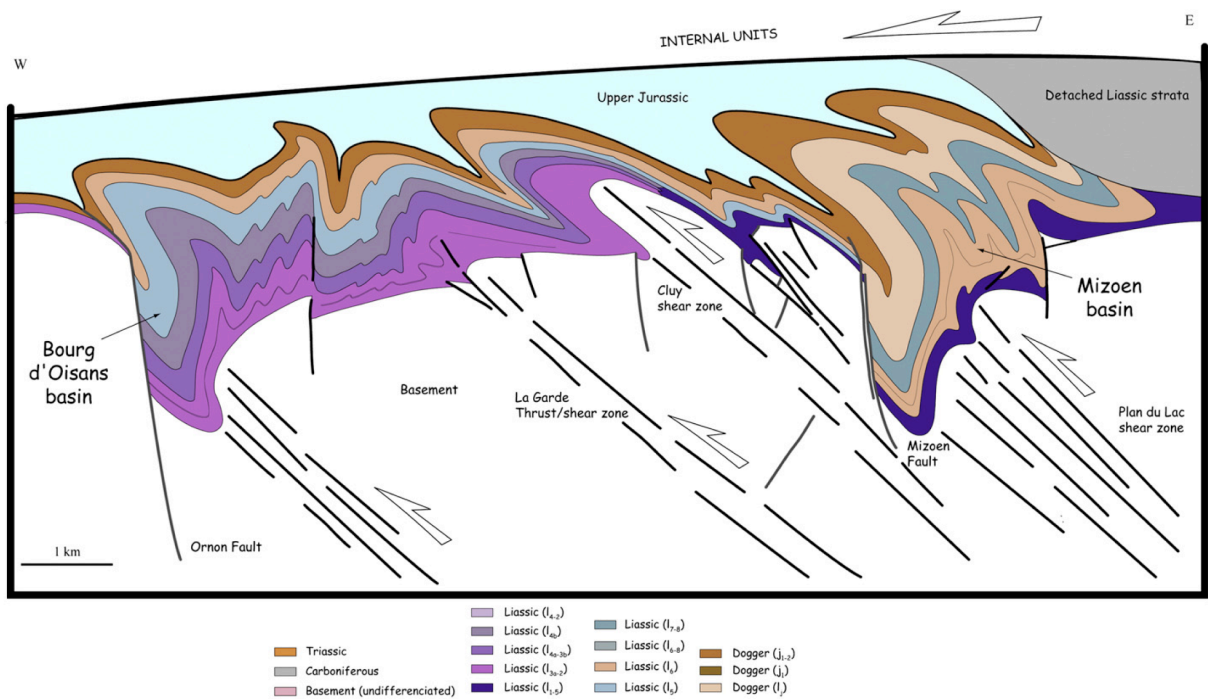 INTERNAL UNITS
W
E
Upper Jurassic
Detached Liassic strata
Bourg
d'Oisans
basin
Mizoen
basin
Cluy
shear zone
Basement
La Garde
Thrust/shear zone
Plan du Lac
shear zone
Mizoen
Fault
Ornon Fault
1 km
Triassic
Carboniferous
Basement (undifferenciated)
Liassic (l4-2)
Liassic (l4b)
Liassic (l4a-3b)
Liassic (l3a-2)
Liassic (l1-5)
Liassic (l7-8)
Liassic (l6-8)
Liassic (l6)
Liassic (l5)
Dogger (j1-2)
Dogger (j1)
Dogger (l)